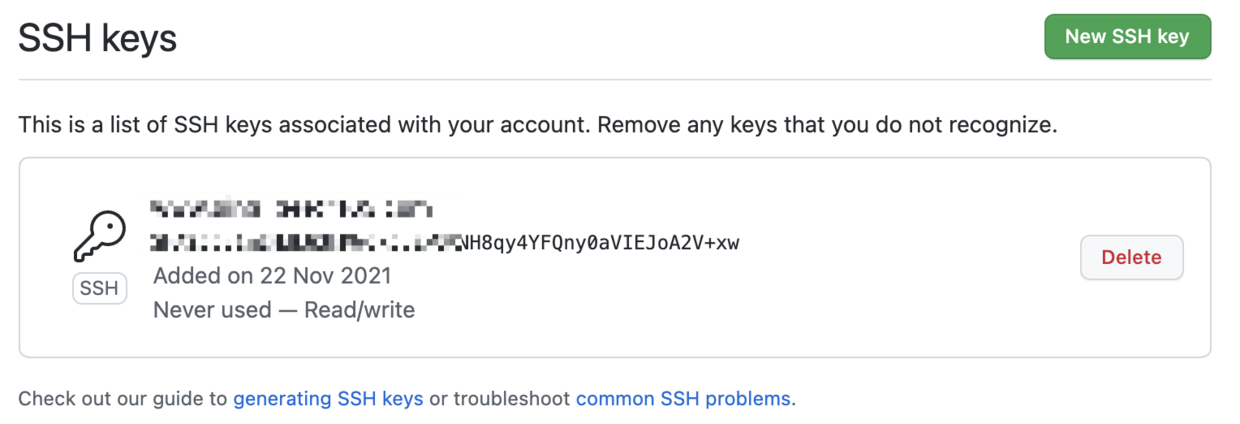 SSH keys
New SSH key
This is a list of SSH keys associated with your account. Remove any keys that you do not recognize.
NH8qy4YFQny0aVIEJoA2V+xw
Added on 22 Nov 2021
Never used — Read/write
SSH
Delete
Check out our guide to generating SSH keys or troubleshoot common SSH problems.